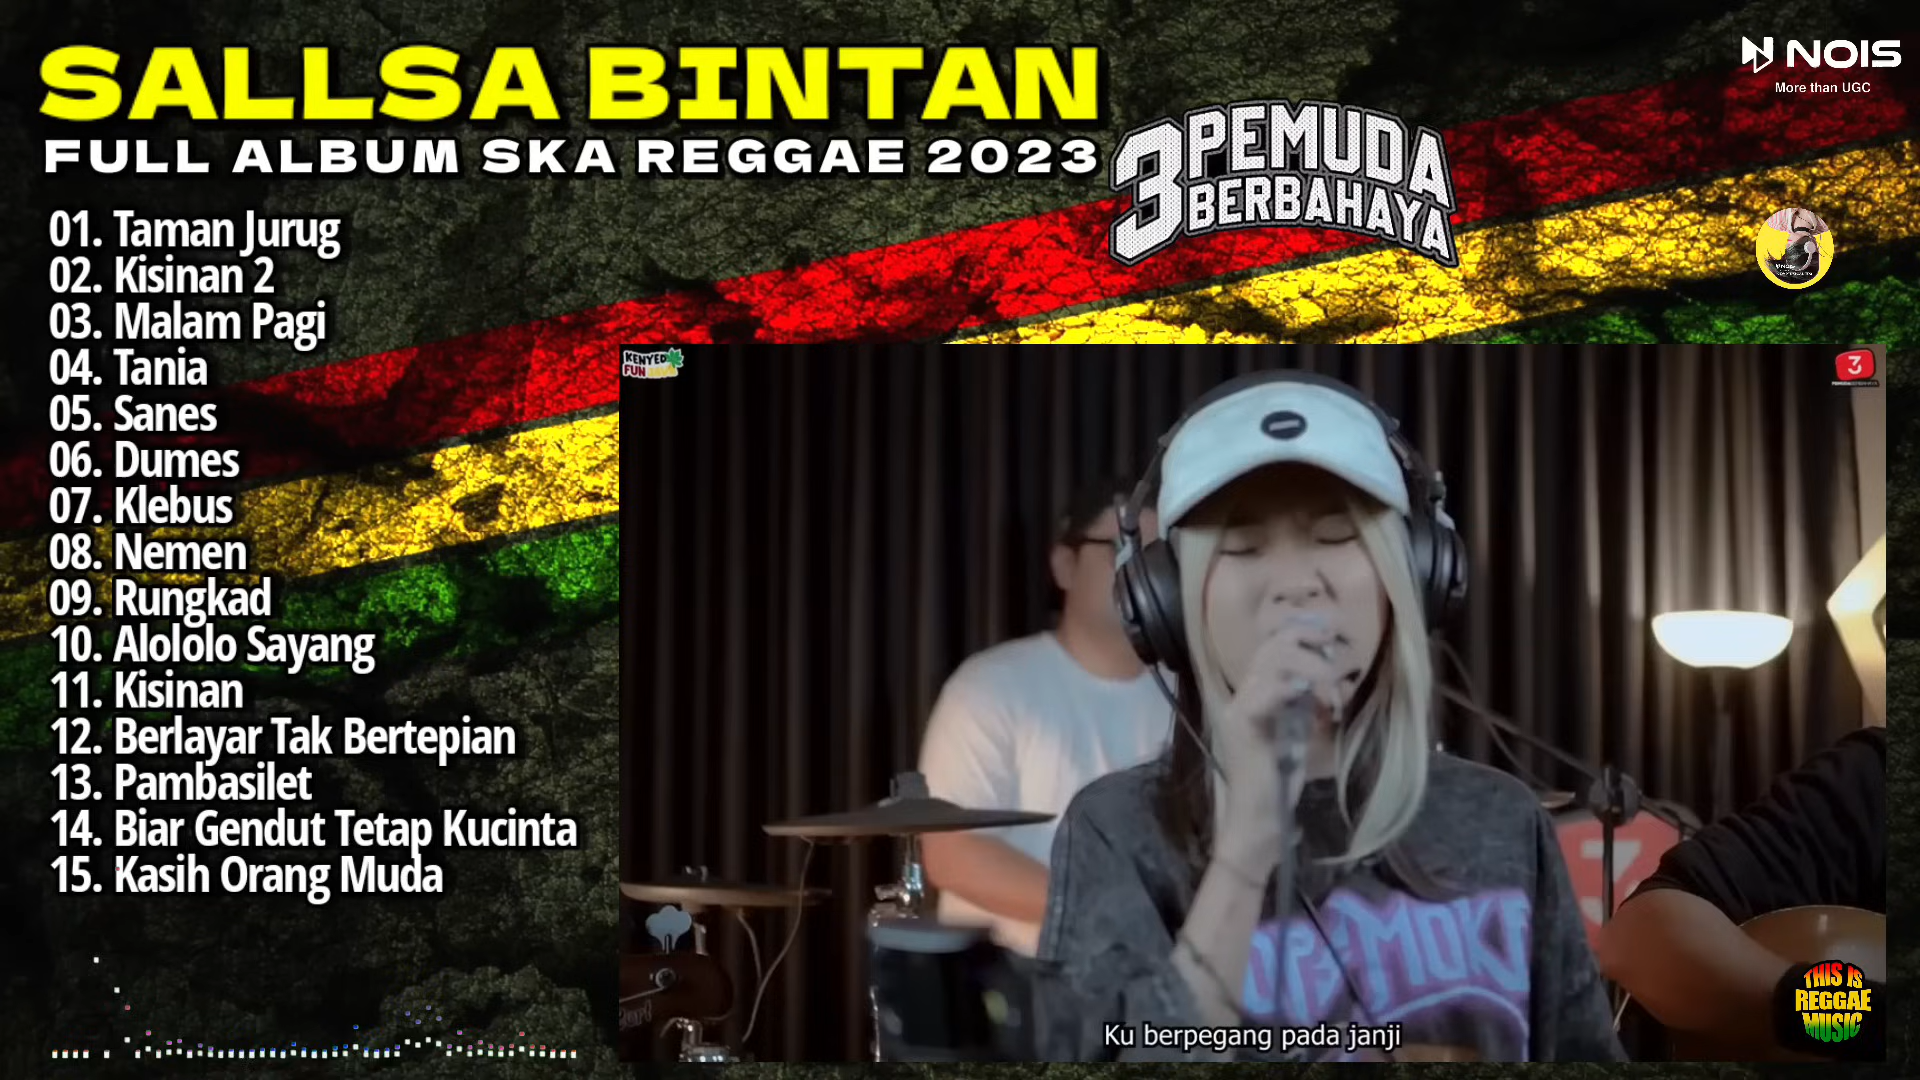 SALLSA BINTAN
FULL ALBUM SKA REGGAE 2023
3 PEMUDA
BERBAHAYA
NOIS
More than UGC
01. Taman Jurug
02. Kisinan 2
03. Malam Pagi
04. Tania
05. Sanes
06. Dumes
07. Klebus
08. Nemen
09. Rungkad
10. Alololo Sayang
11. Kisinan
12. Berlayar Tak Bertepian
13. Pambasilet
14. Biar Gendut Tetap Kucinta
15. Kasih Orang Muda
KENYED
FUN
3
3
Ku berpegang pada janji
THIS IS
REGGAE
MUSIC